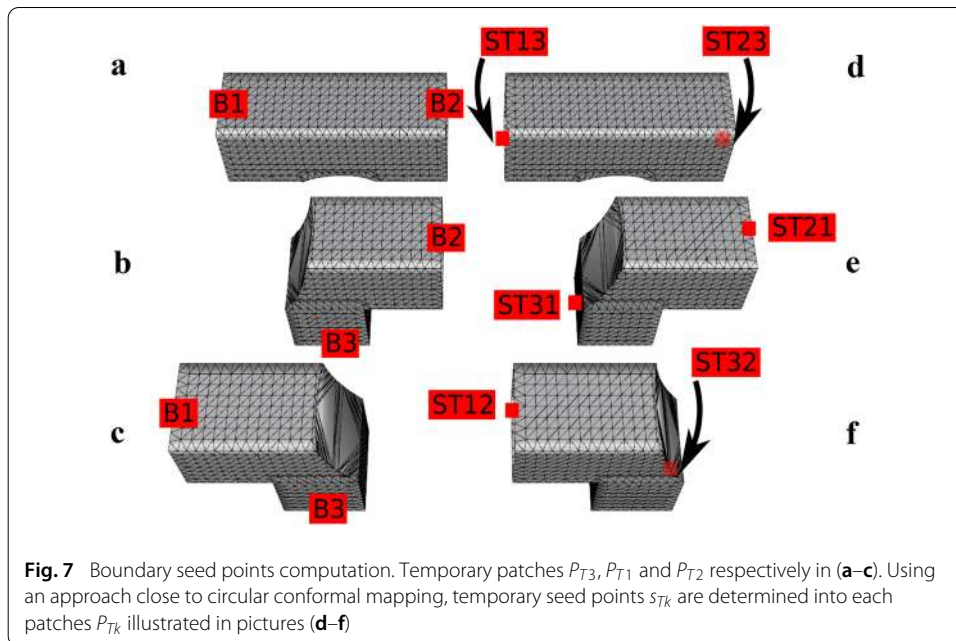 ST13
ST23
a
d
B1
B2
b
B2
e
ST21
ST31
B3
ST32
ST12
B1
c
f
B3
Fig. 7 Boundary seed points computation. Temporary patches PT3, PT1 and PT2 respectively in (a–c). Using
an approach close to circular conformal mapping, temporary seed points sTk are determined into each
patches PTk illustrated in pictures (d–f)